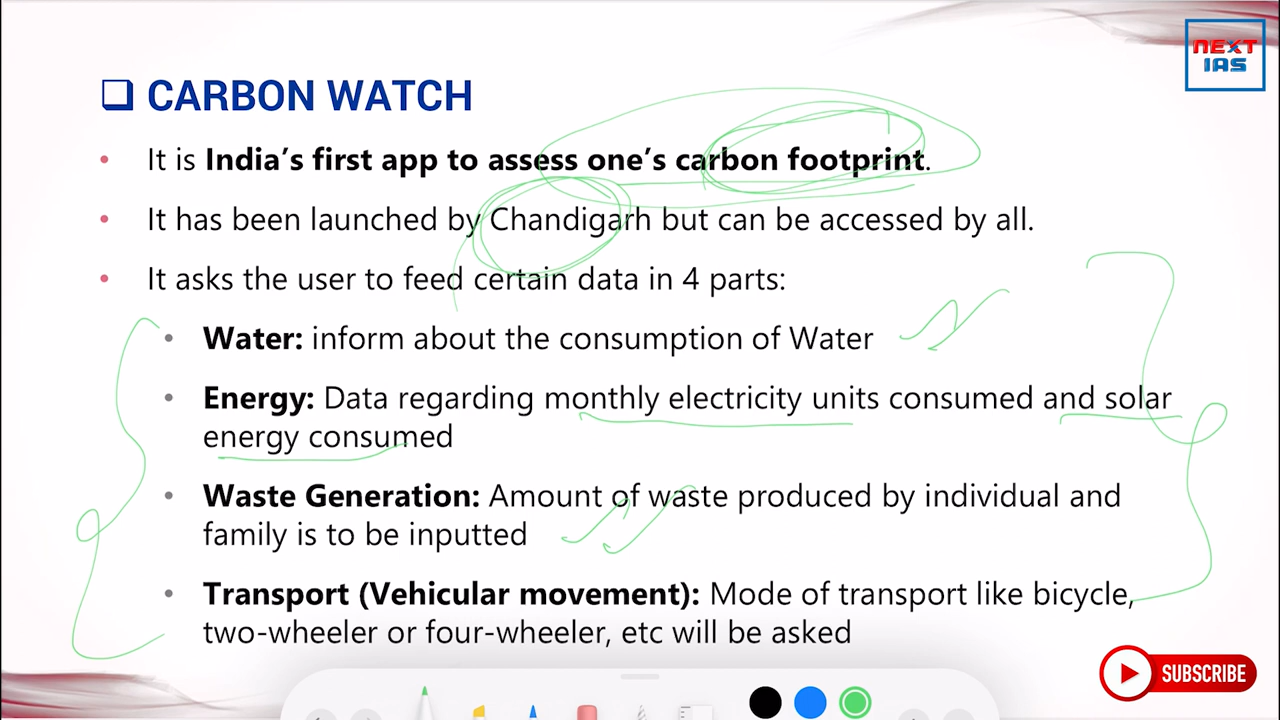 NEXT
IAS
CARBON WATCH
It is India's first app to assess one's carbon footprint.
It has been launched by Chandigarh but can be accessed by all.
It asks the user to feed certain data in 4 parts:
Water: inform about the consumption of Water
Energy: Data regarding monthly electricity units consumed and solar
energy consumed
Waste Generation: Amount of waste produced by individual and
family is to be inputted
Transport (Vehicular movement): Mode of transport like bicycle,
two-wheeler or four-wheeler, etc will be asked
SUBSCRIBE